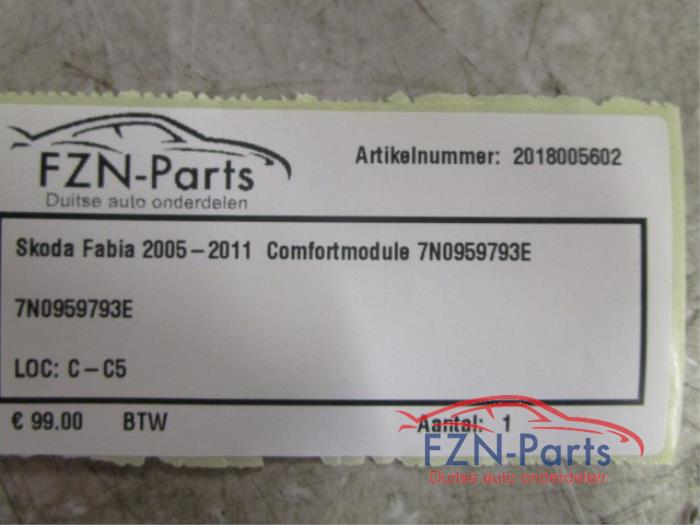 FZN-Parts
Duitse auto onderdelen
Artikelnummer: 2018005602
Skoda Fabia 2005-2011 Comfortmodule 7N0959793E
7N0959793E
LOC: C-C5
€ 99.00 BTW Aantal: 1
FZN-Parts
Duitse auto onderdelen